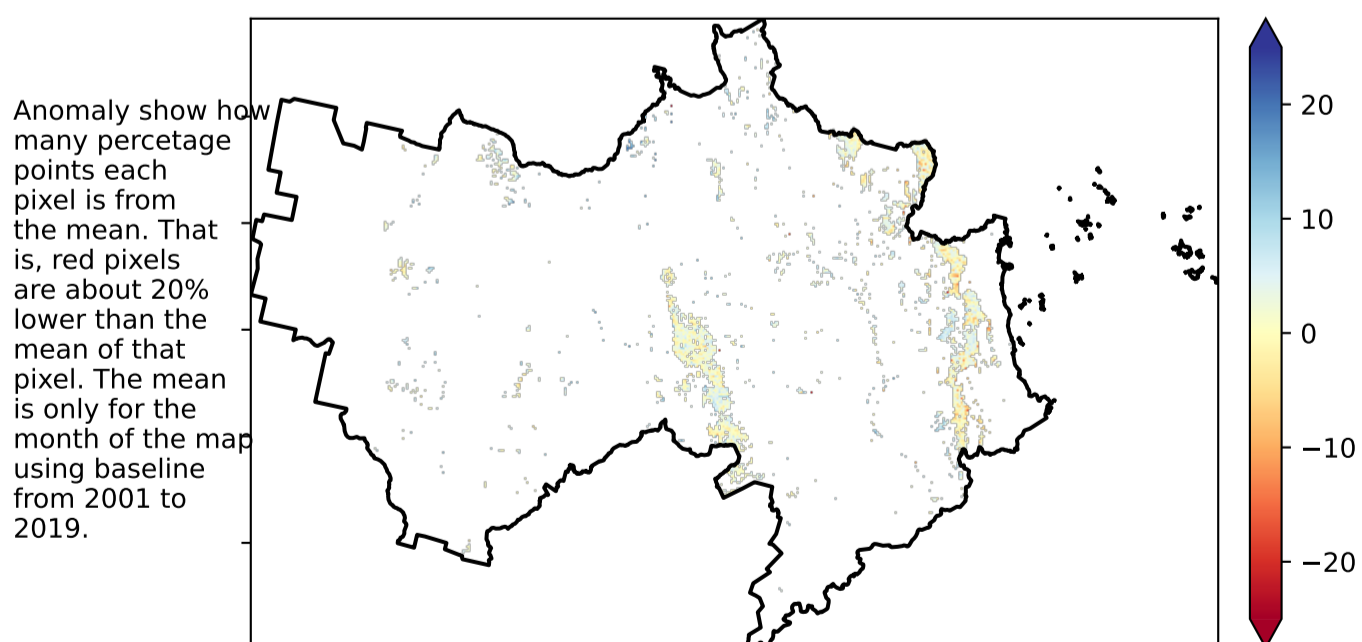 Anomaly show how
many percetage
points each
pixel is from
the mean. That
is, red pixels
are about 20%
lower than the
mean of that
pixel. The mean
is only for the
month of the map
using baseline
from 2001 to
2019.
20
10
0
−10
−20